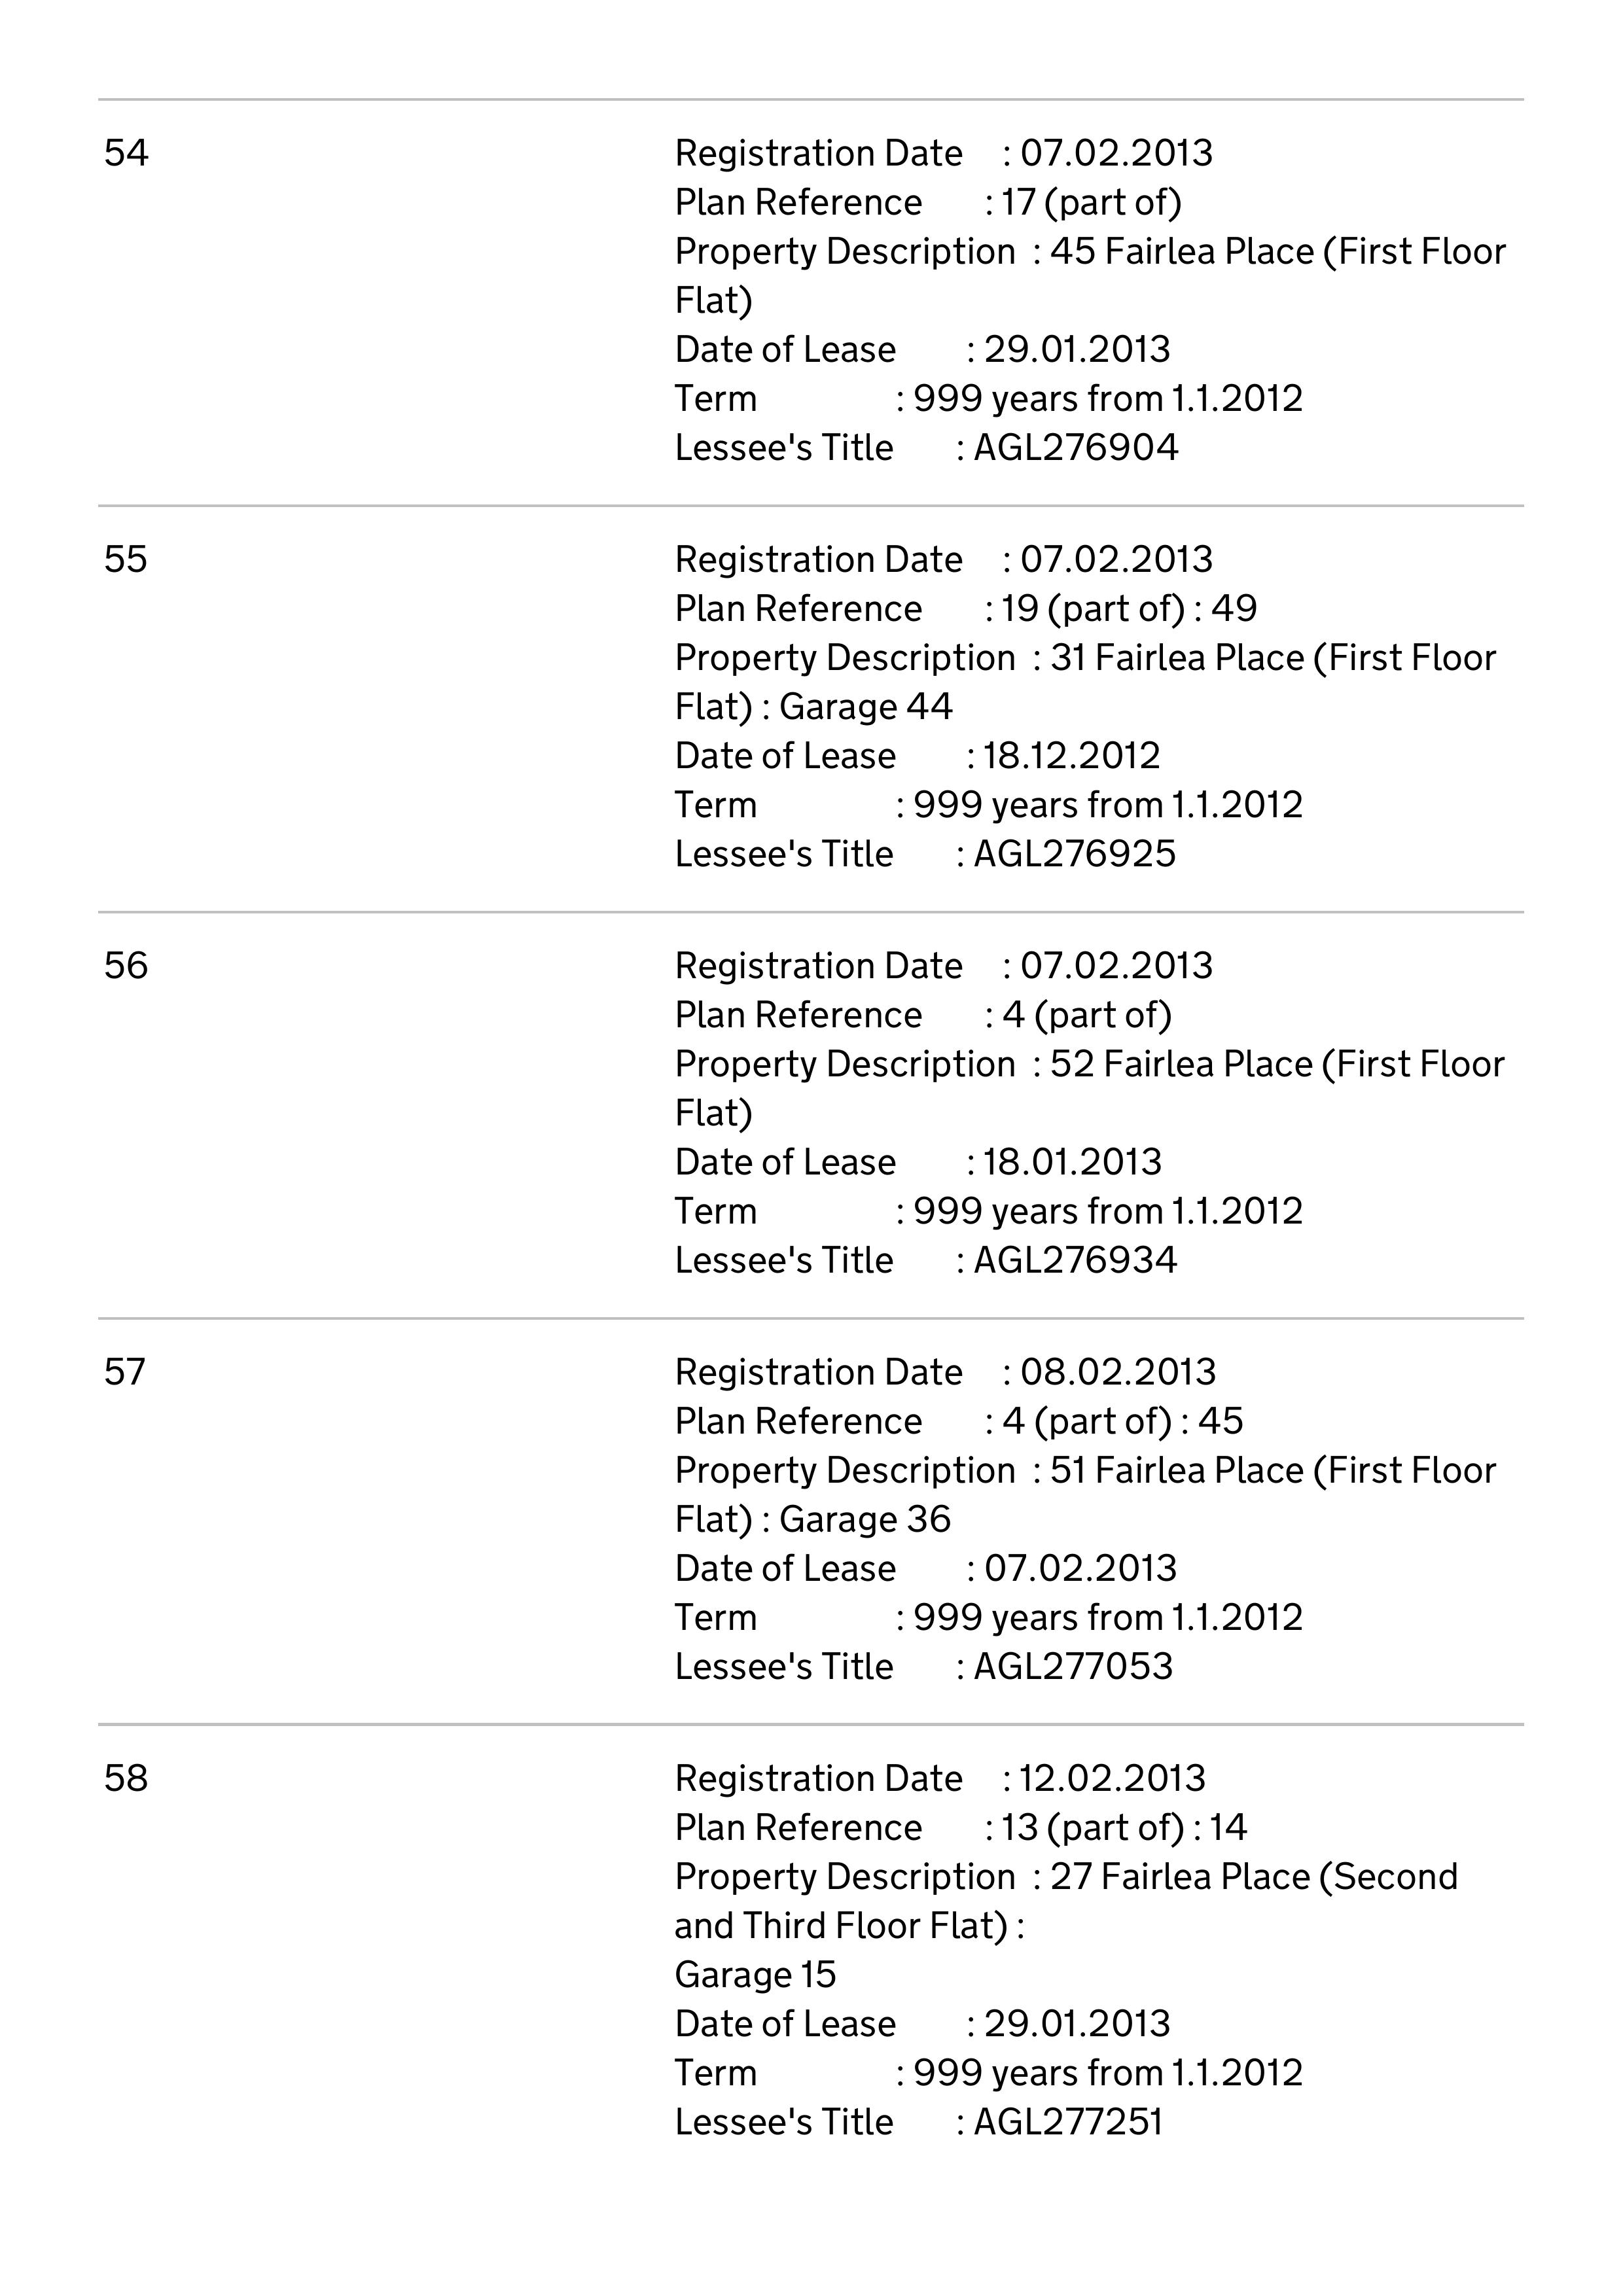 54
Registration Date : 07.02.2013
Plan Reference : 17 (part of)
Property Description : 45 Fairlea Place (First Floor
Flat)
Date of Lease : 29.01.2013
Term : 999 years from 1.1.2012
Lessee's Title : AGL276904
55
Registration Date : 07.02.2013
Plan Reference : 19 (part of) : 49
Property Description : 31 Fairlea Place (First Floor
Flat) : Garage 44
Date of Lease : 18.12.2012
Term : 999 years from 1.1.2012
Lessee's Title : AGL276925
56
Registration Date : 07.02.2013
Plan Reference : 4 (part of)
Property Description : 52 Fairlea Place (First Floor
Flat)
Date of Lease : 18.01.2013
Term : 999 years from 1.1.2012
Lessee's Title : AGL276934
57
Registration Date : 08.02.2013
Plan Reference : 4 (part of) : 45
Property Description : 51 Fairlea Place (First Floor
Flat) : Garage 36
Date of Lease : 07.02.2013
Term : 999 years from 1.1.2012
Lessee's Title : AGL277053
58
Registration Date : 12.02.2013
Plan Reference : 13 (part of) : 14
Property Description : 27 Fairlea Place (Second
and Third Floor Flat) :
Garage 15
Date of Lease : 29.01.2013
Term : 999 years from 1.1.2012
Lessee's Title : AGL277251